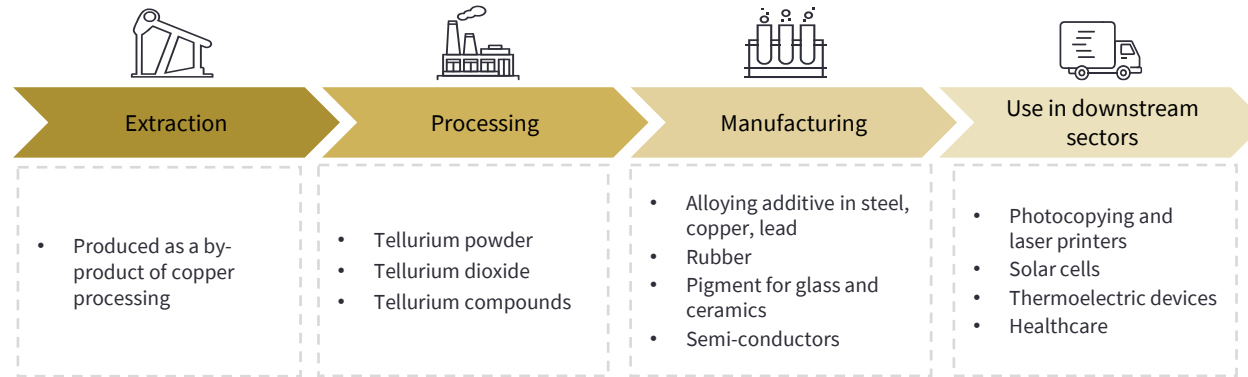 Extraction
Processing
Manufacturing
Use in downstream
sectors
• Produced as a by-
product of copper
processing
• Tellurium powder
• Tellurium dioxide
• Tellurium compounds
• Alloying additive in steel,
copper, lead
• Rubber
• Pigment for glass and
ceramics
• Semi-conductors
• Photocopying and
laser printers
• Solar cells
• Thermoelectric devices
• Healthcare